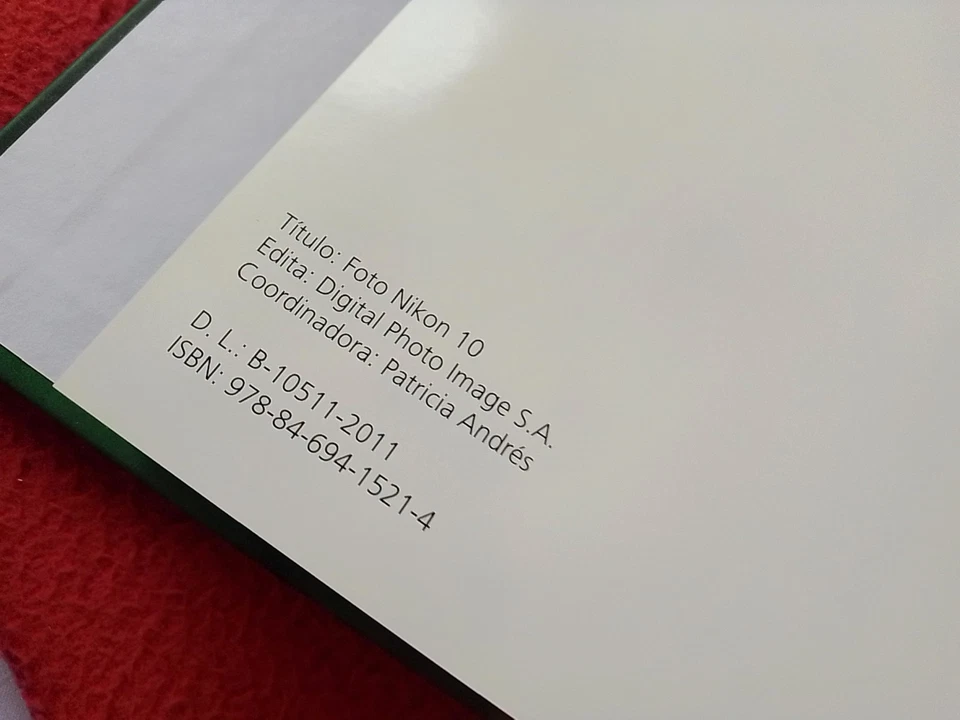 Título: Foto Nikon 10
Edita: Digital Photo Image S.A.
Coordinadora: Patricia Andrés
D. L.: B-10511-2011
ISBN: 978-84-694-1521-4